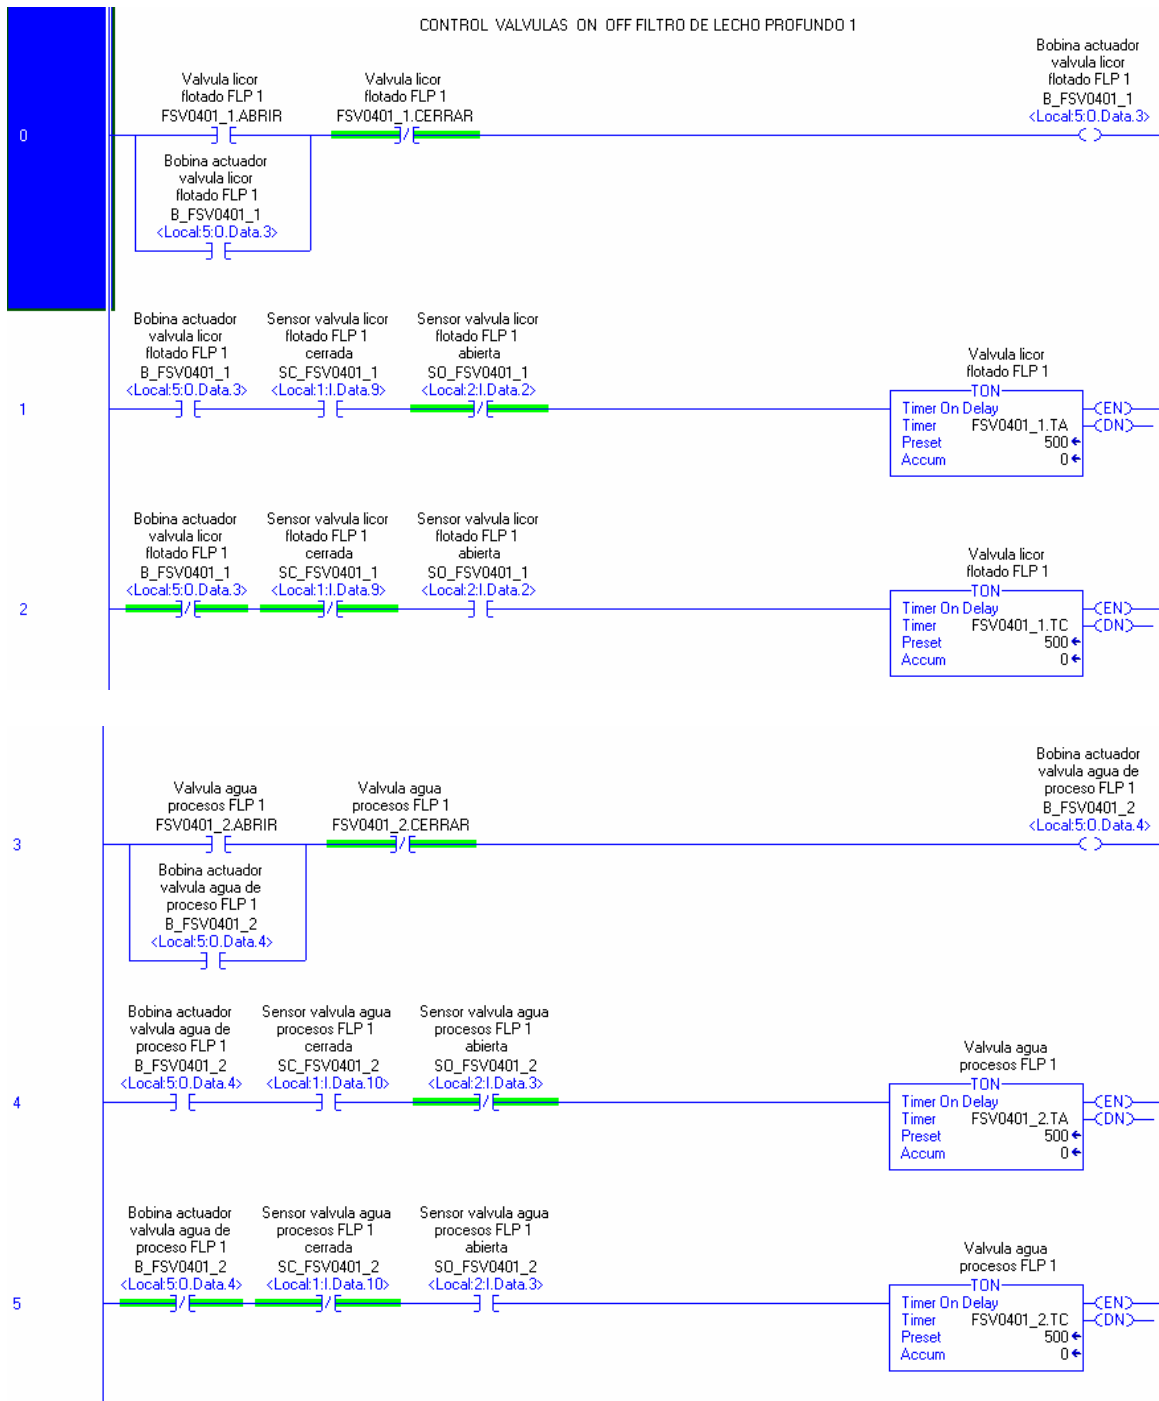 CONTROL VALVULAS ON OFF FILTRO DE LECHO PROFUNDO 1
0
Valvula licor
flotado FLP 1
FSV0401_1.ABRIR
Valvula licor
flotado FLP 1
FSV0401_1.CERRAR
Bobina actuador
valvula licor
flotado FLP 1
B_FSV0401_1
<Local:5:O.Data.3>
Bobina actuador
valvula licor
flotado FLP 1
B_FSV0401_1
<Local:5:O.Data.3>
1
Bobina actuador
valvula licor
flotado FLP 1
B_FSV0401_1
<Local:5:O.Data.3>
Sensor valvula licor
flotado FLP 1
cerrada
SC_FSV0401_1
<Local:1:I.Data.9>
Sensor valvula licor
flotado FLP 1
abierta
SO_FSV0401_1
<Local:2:I.Data.2>
Valvula licor
flotado FLP 1
TON
Timer On Delay
Timer FSV0401_1.TA
Preset 500
Accum 0
EN
DN
2
Bobina actuador
valvula licor
flotado FLP 1
B_FSV0401_1
<Local:5:O.Data.3>
Sensor valvula licor
flotado FLP 1
cerrada
SC_FSV0401_1
<Local:1:I.Data.9>
Sensor valvula licor
flotado FLP 1
abierta
SO_FSV0401_1
<Local:2:I.Data.2>
Valvula licor
flotado FLP 1
TON
Timer On Delay
Timer FSV0401_1.TC
Preset 500
Accum 0
EN
DN
3
Valvula agua
procesos FLP 1
FSV0401_2.ABRIR
Valvula agua
procesos FLP 1
FSV0401_2.CERRAR
Bobina actuador
valvula agua de
proceso FLP 1
B_FSV0401_2
<Local:5:O.Data.4>
Bobina actuador
valvula agua de
proceso FLP 1
B_FSV0401_2
<Local:5:O.Data.4>
4
Bobina actuador
valvula agua de
proceso FLP 1
B_FSV0401_2
<Local:5:O.Data.4>
Sensor valvula agua
procesos FLP 1
cerrada
SC_FSV0401_2
<Local:1:I.Data.10>
Sensor valvula agua
procesos FLP 1
abierta
SO_FSV0401_2
<Local:2:I.Data.3>
Valvula agua
procesos FLP 1
TON
Timer On Delay
Timer FSV0401_2.TA
Preset 500
Accum 0
EN
DN
5
Bobina actuador
valvula agua de
proceso FLP 1
B_FSV0401_2
<Local:5:O.Data.4>
Sensor valvula agua
procesos FLP 1
cerrada
SC_FSV0401_2
<Local:1:I.Data.10>
Sensor valvula agua
procesos FLP 1
abierta
SO_FSV0401_2
<Local:2:I.Data.3>
Valvula agua
procesos FLP 1
TON
Timer On Delay
Timer FSV0401_2.TC
Preset 500
Accum 0
EN
DN